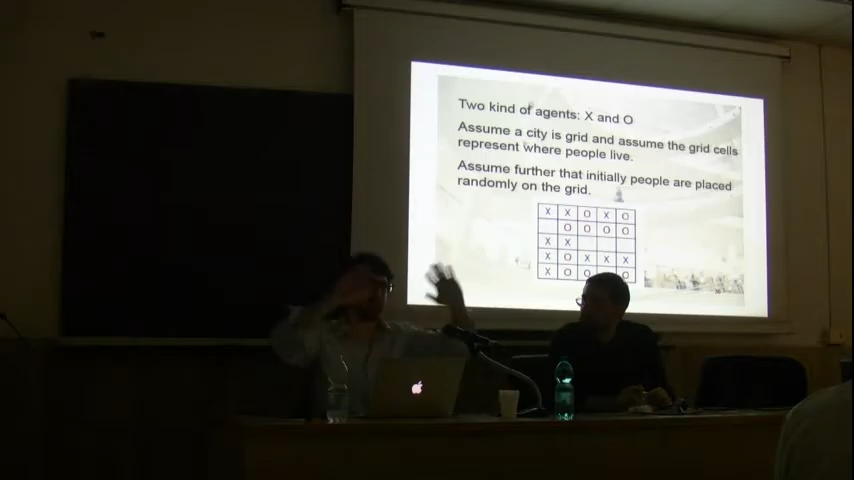 Two kind of agents: X and O
Assume a city is grid and assume the grid cells
represent where people live.
Assume further that initially people are placed
randomly on the grid.
X X O X O
O O O O
X X
X O X X X
X O O O